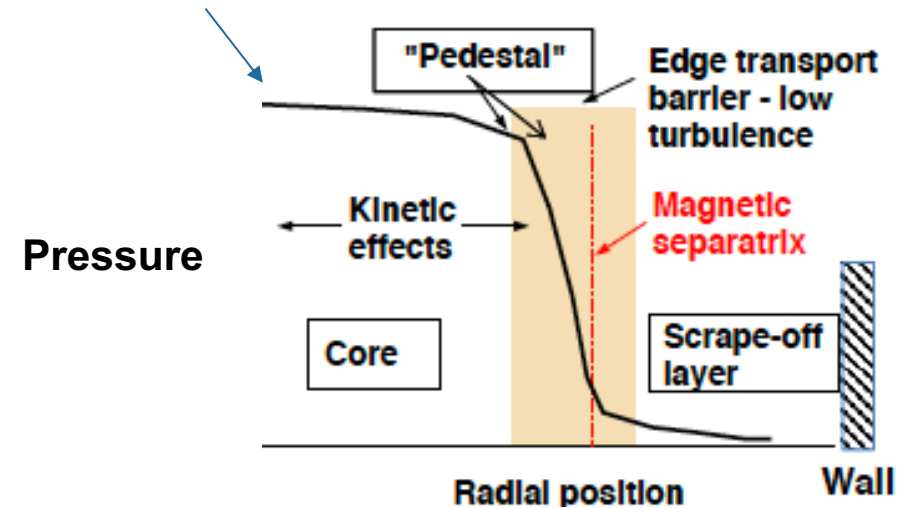 "Pedestal"
Edge transport
barrier - low
turbulence
Kinetic
effects
Magnetic
separatrix
Pressure
Core
Scrape-off
layer
Radial position
Wall